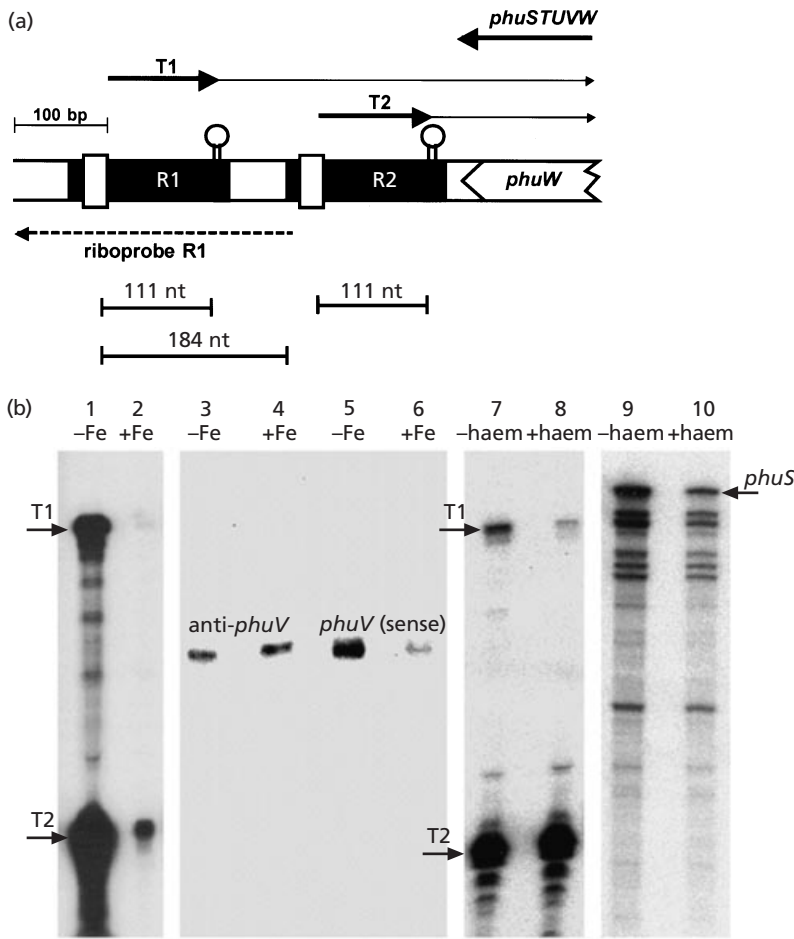 (a)
phuSTUVW
T1
T2
100 bp
R1
R2
phuW
riboprobe R1
111 nt
111 nt
184 nt
(b)
1 2 3 4 5 6 7 8 9 10
–Fe +Fe –Fe +Fe –Fe +Fe –haem +haem –haem +haem
phuS
T1
T1
anti-phuV phuV (sense)
T2
T2